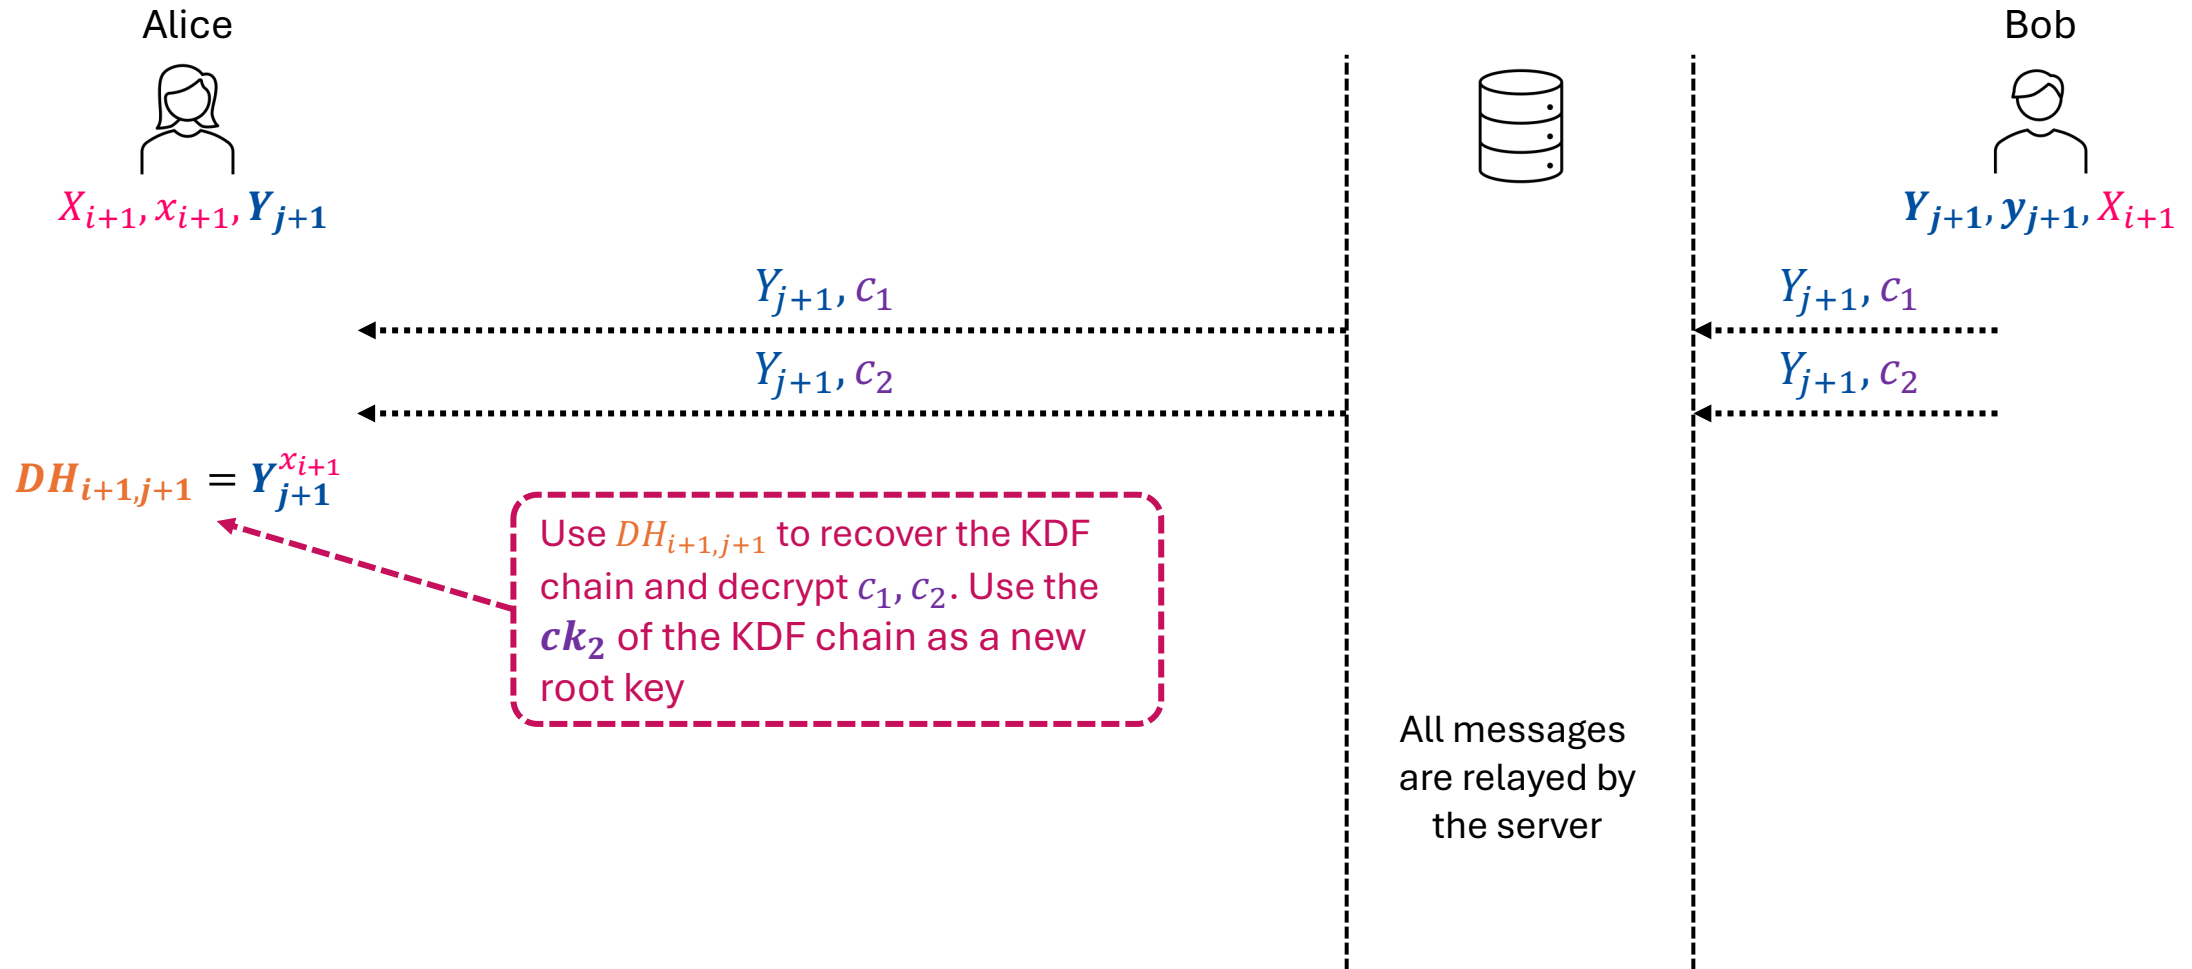 Alice
Bob
X_{i+1}, x_{i+1}, Y_{j+1}
Y_{j+1}, y_{j+1}, X_{i+1}
Y_{j+1}, c_1
Y_{j+1}, c_1
Y_{j+1}, c_2
Y_{j+1}, c_2
DH_{i+1,j+1} = Y_{j+1}^{x_{i+1}}
Use DH_{i+1,j+1} to recover the KDF
chain and decrypt c_1, c_2. Use the
ck_2 of the KDF chain as a new
root key
All messages
are relayed by
the server